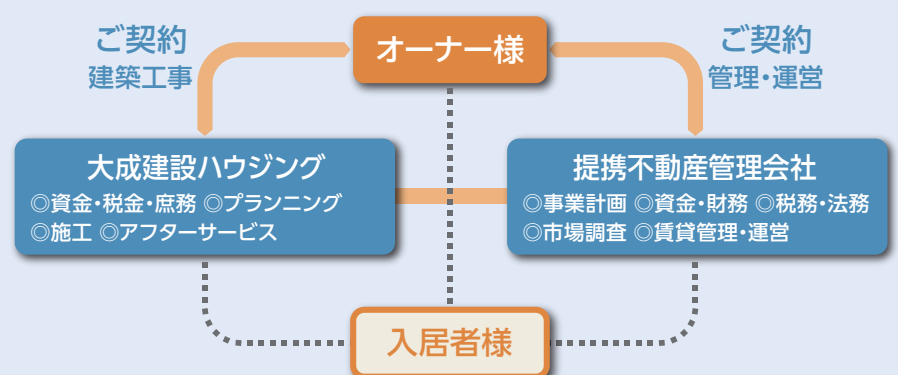 ご契約
建築工事
オーナー様
ご契約
管理・運営
大成建設ハウジング
◎資金・税金・庶務 ◎プランニング
◎施工 ◎アフターサービス
提携不動産管理会社
◎事業計画 ◎資金・財務 ◎税務・法務
◎市場調査 ◎賃貸管理・運営
入居者様